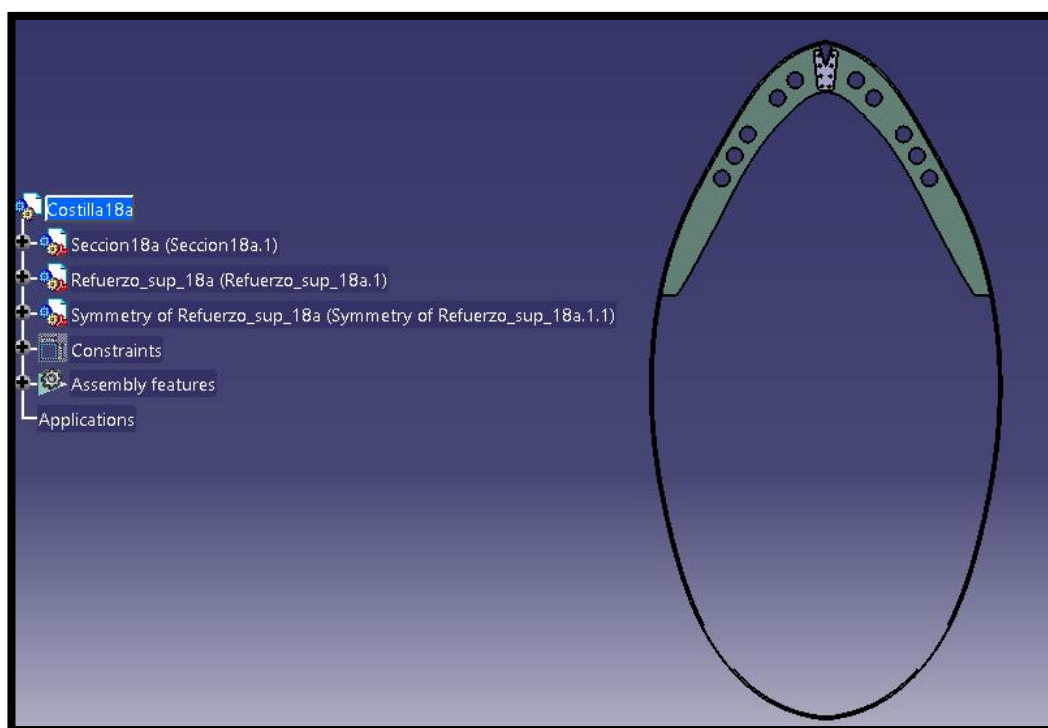 Costilla18a
Seccion18a (Seccion18a.1)
Refuerzo_sup_18a (Refuerzo_sup_18a.1)
Symmetry of Refuerzo_sup_18a (Symmetry of Refuerzo_sup_18a.1.1)
Constraints
Assembly features
Applications